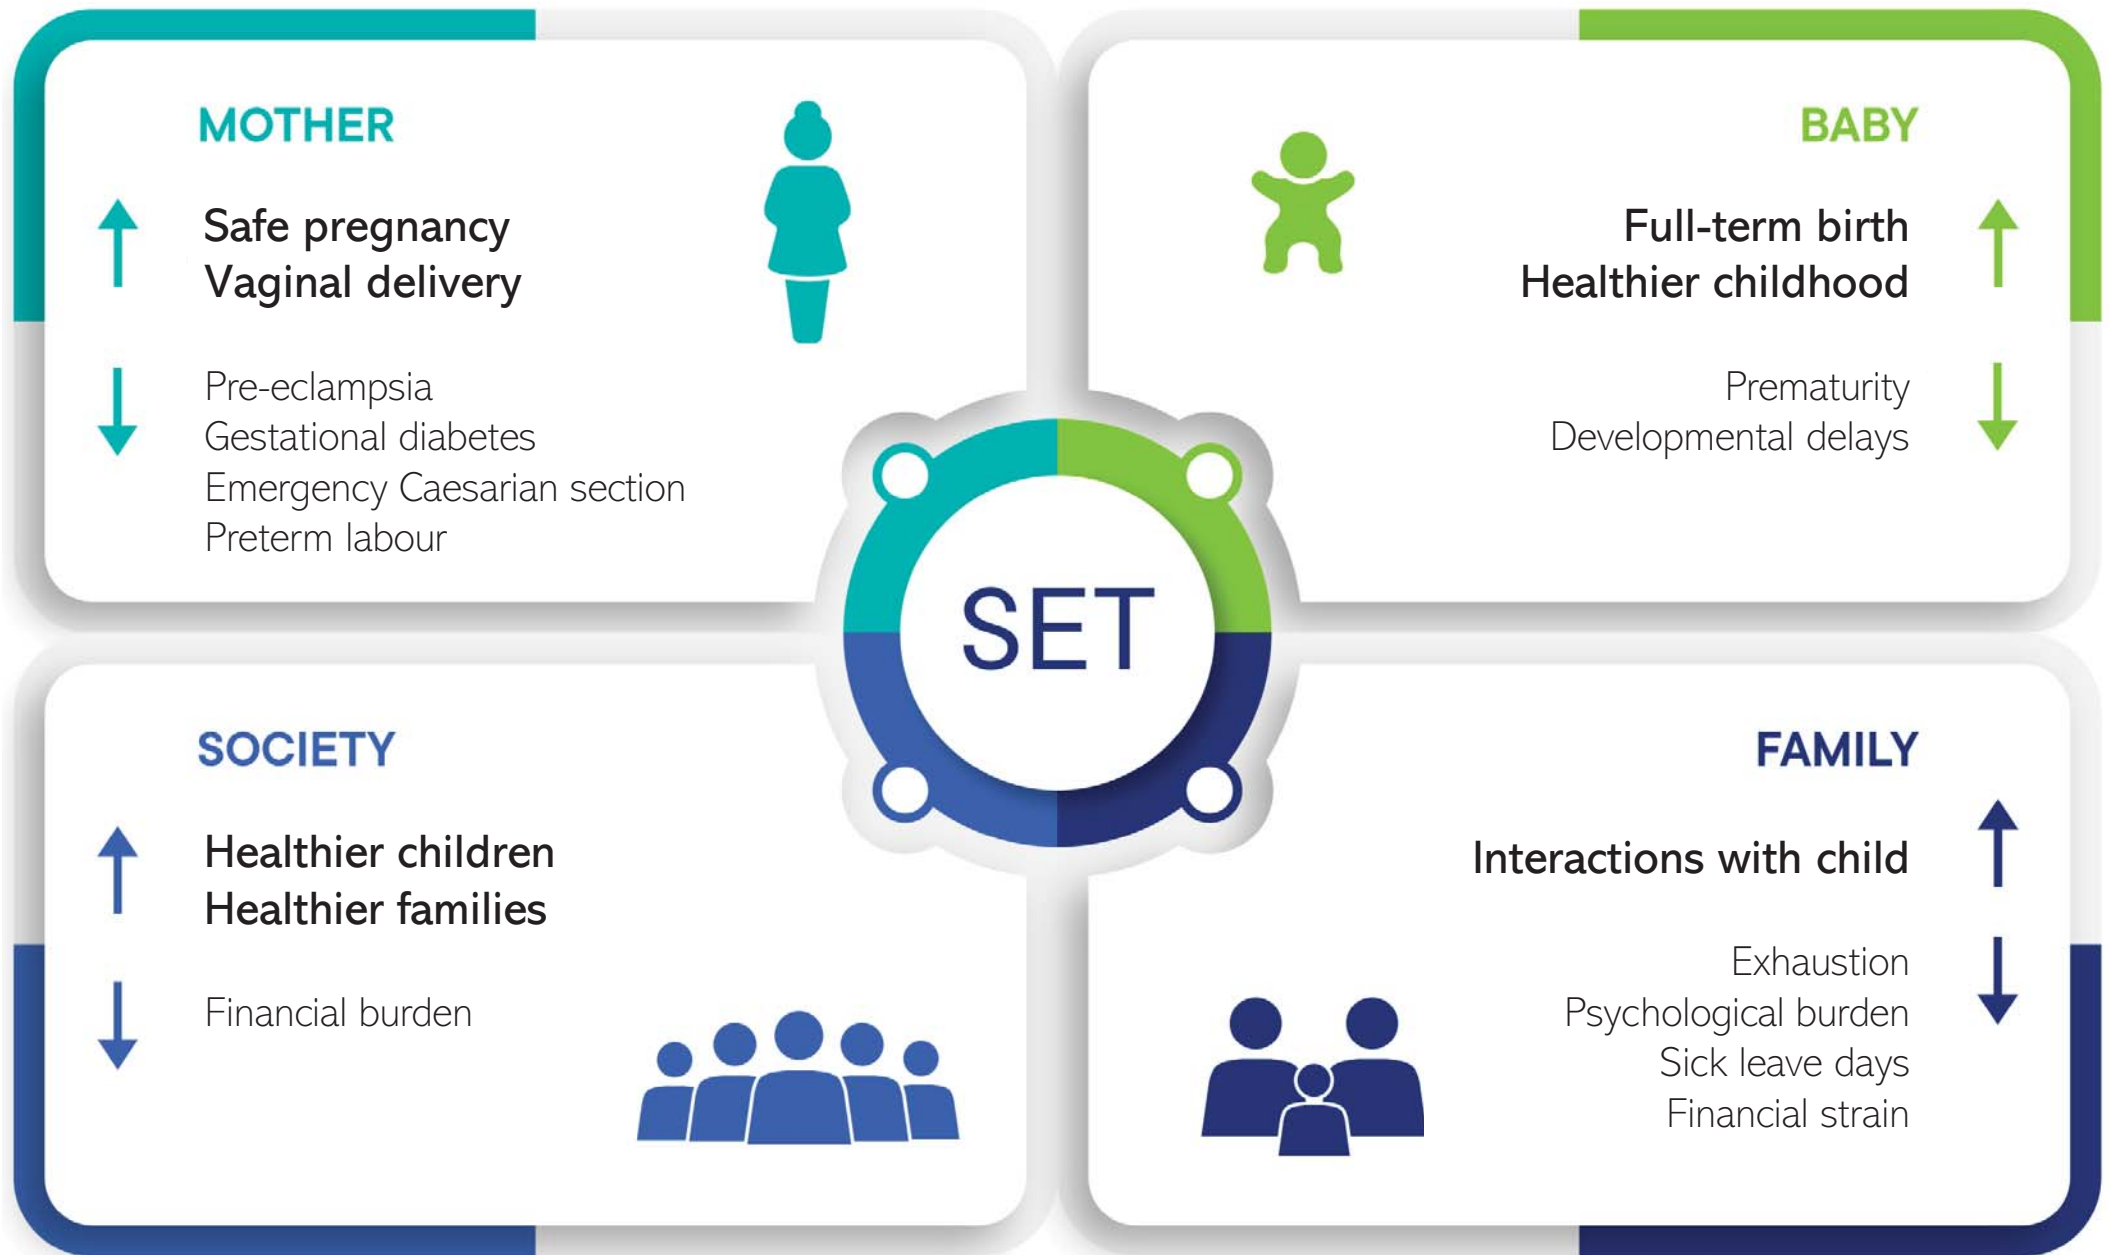 MOTHER
Safe pregnancy
Vaginal delivery
Pre-eclampsia
Gestational diabetes
Emergency Caesarian section
Preterm labour
BABY
Full-term birth
Healthier childhood
Prematurity
Developmental delays
SET
SOCIETY
Healthier children
Healthier families
Financial burden
FAMILY
Interactions with child
Exhaustion
Psychological burden
Sick leave days
Financial strain